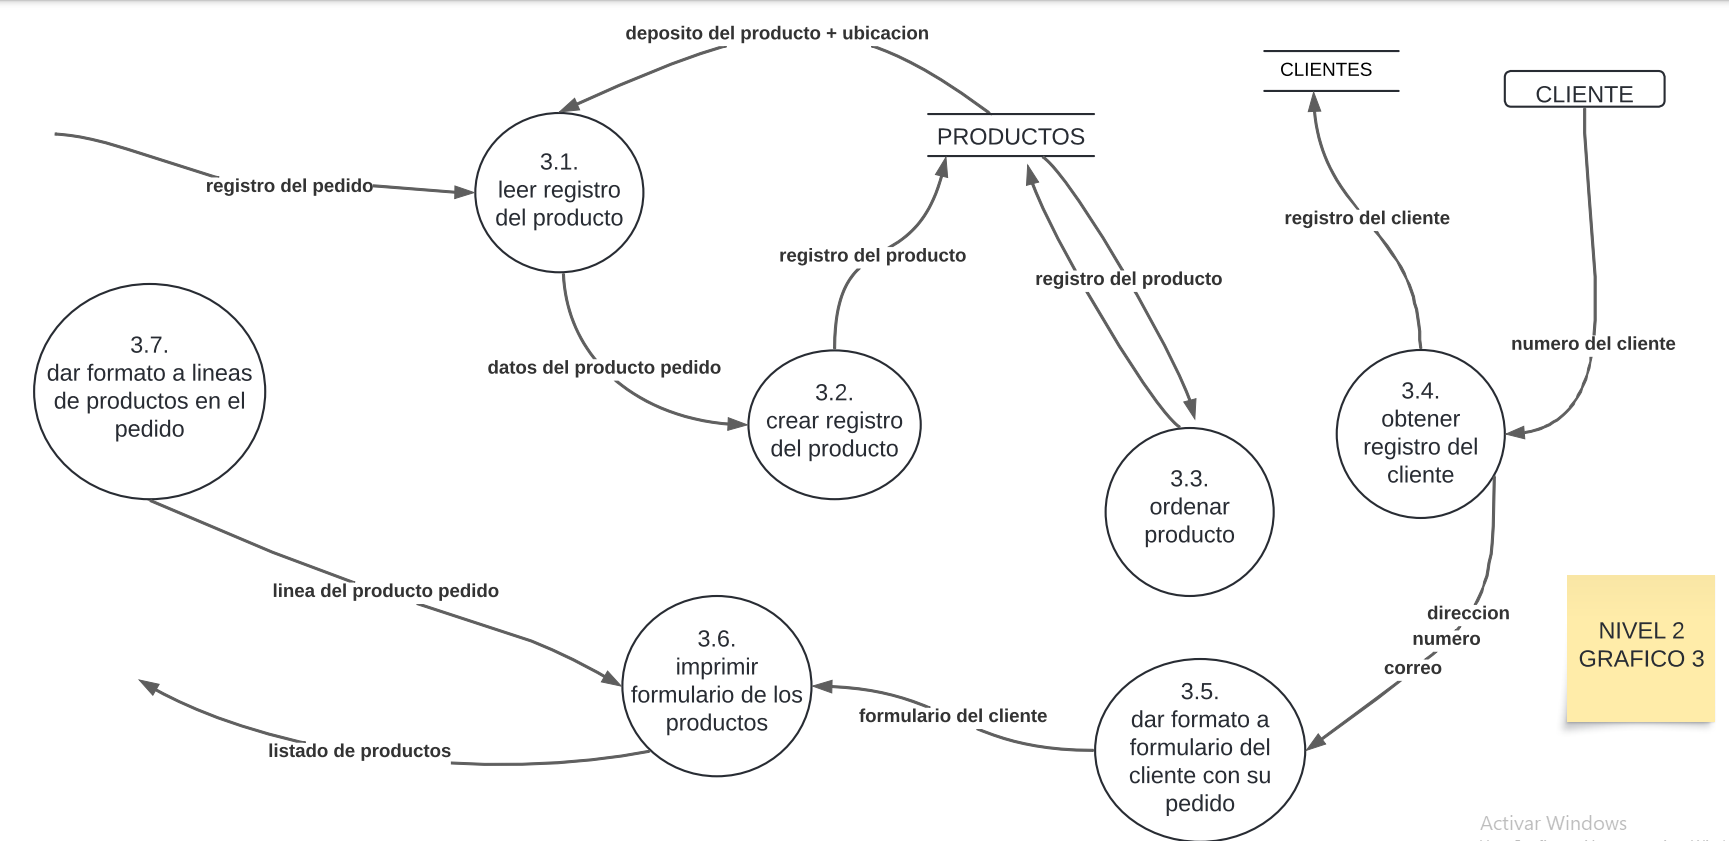 deposito del producto + ubicacion
CLIENTES
CLIENTE
PRODUCTOS
3.1.
leer registro
del producto
registro del pedido
registro del cliente
registro del producto
registro del producto
numero del cliente
3.7.
dar formato a lineas
de productos en el
pedido
datos del producto pedido
3.2.
crear registro
del producto
3.4.
obtener
registro del
cliente
3.3.
ordenar
producto
linea del producto pedido
direccion
numero
correo
NIVEL 2
GRAFICO 3
3.6.
imprimir
formulario de los
productos
3.5.
dar formato a
formulario del
cliente con su
pedido
formulario del cliente
listado de productos
Activar Windows